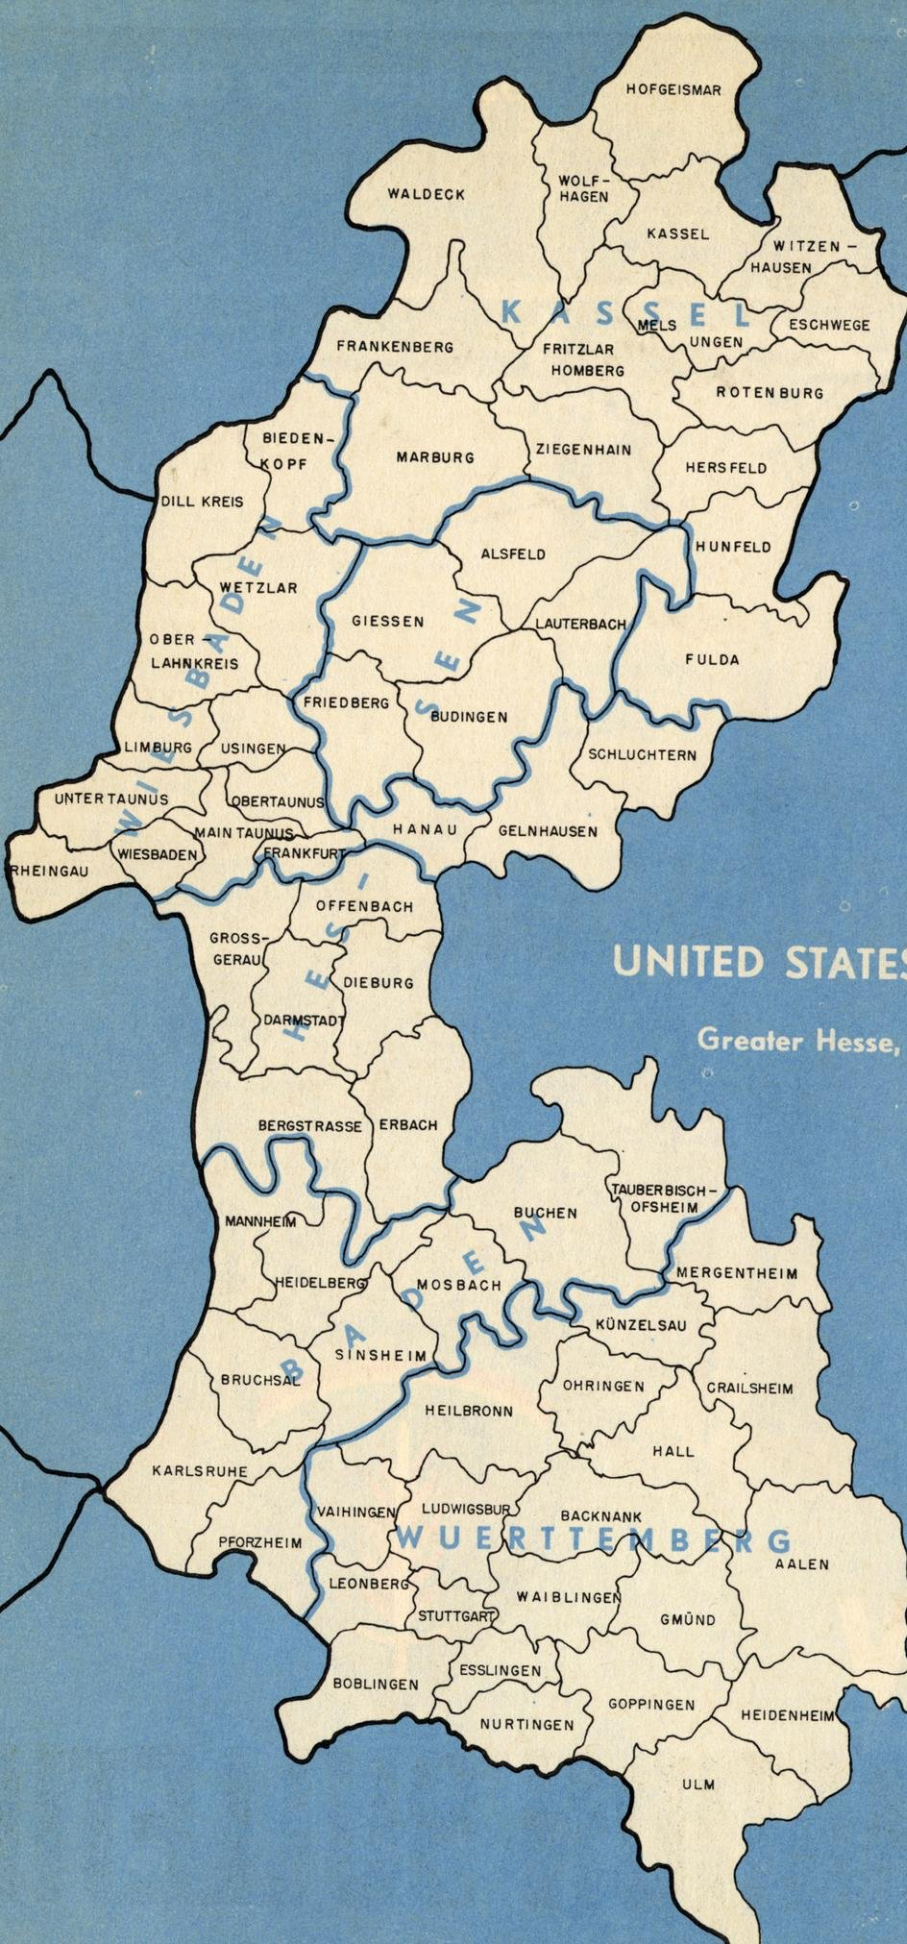 HOFGEISMAR
WALDECK
WOLF-
HAGEN
KASSEL
WITZEN-
HAUSEN
KASSEL
MELS
UNGEN
ESCHWEGE
FRANKENBERG
FRITZLAR
HOMBERG
ROTENBURG
BIEDEN-
KOPF
MARBURG
ZIEGENHAIN
HERSFELD
DILL KREIS
ALSFELD
HUNFELD
WETZLAR
WIESBADEN
GIESSEN
LAUTERBACH
OBER-
LAHNKREIS
FULDA
HESSEN
FRIEDBERG
BUDINGEN
LIMBURG
USINGEN
SCHLUCHTERN
UNTER TAUNUS
OBERTAUNUS
MAIN TAUNUS
HANAU
GELNHAUSEN
WIESBADEN
FRANKFURT
RHEINGAU
OFFENBACH
GROSS-
GERAU
DIEBURG
DARMSTADT
UNITED STATES
Greater Hesse,
BERGSTRASSE
ERBACH
TAUBERBISCH-
OFSHEIM
BUCHEN
MANNHEIM
HEIDELBERG
MOSBACH
MERGENTHEIM
BADEN
KÜNZELSAU
SINSHEIM
BRUCHSAL
OHRINGEN
CRAILSHEIM
HEILBRONN
HALL
KARLSRUHE
VAIHINGEN
LUDWIGSBUR
BACKNANK
PFORZHEIM
WUERTTEMBERG
AALEN
LEONBERG
WAIBLINGEN
STUTTGART
GMÜND
BOBLINGEN
ESSLINGEN
GOPPINGEN
HEIDENHEIM
NURTINGEN
ULM